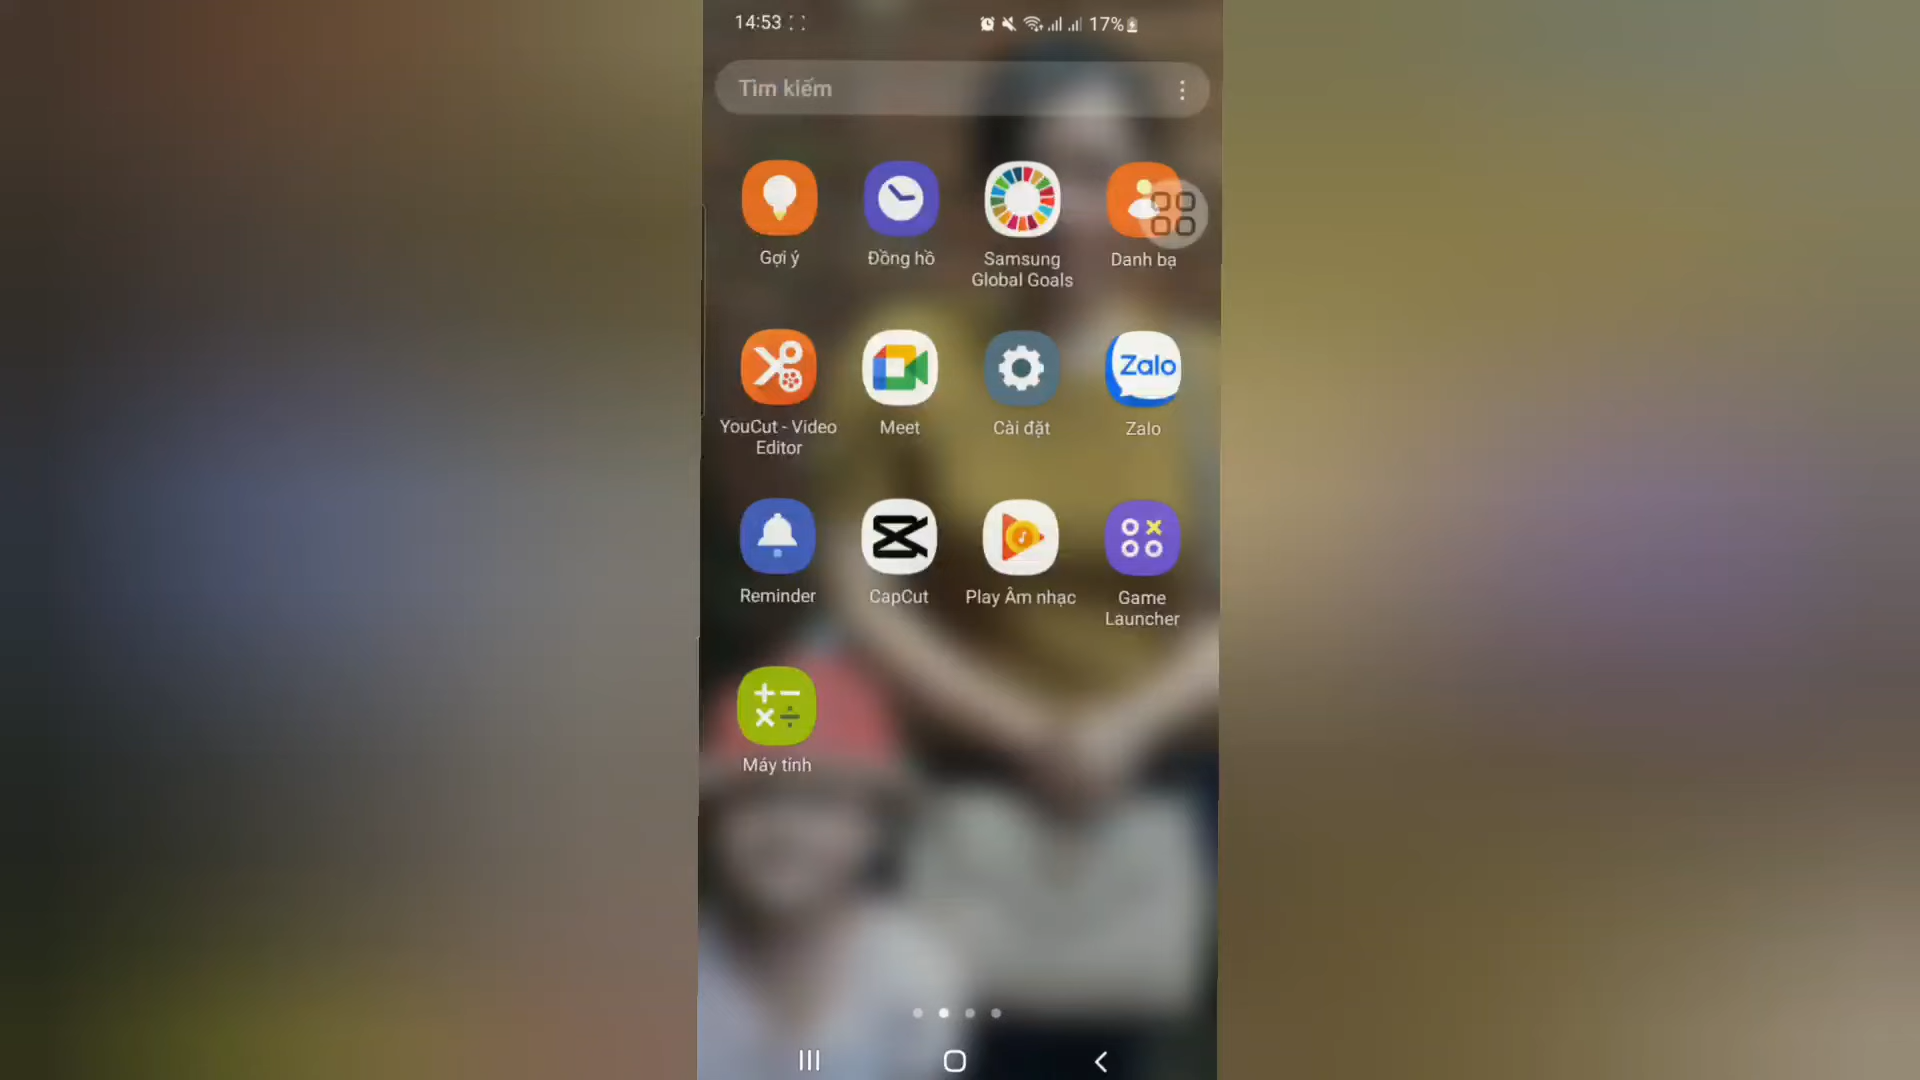 14:53
17%
Tìm kiếm
Gợi ý
Đồng hồ
Samsung
Global Goals
Danh bạ
YouCut - Video
Editor
Meet
Cài đặt
Zalo
Zalo
Reminder
CapCut
Play Âm nhạc
Game
Launcher
Máy tính